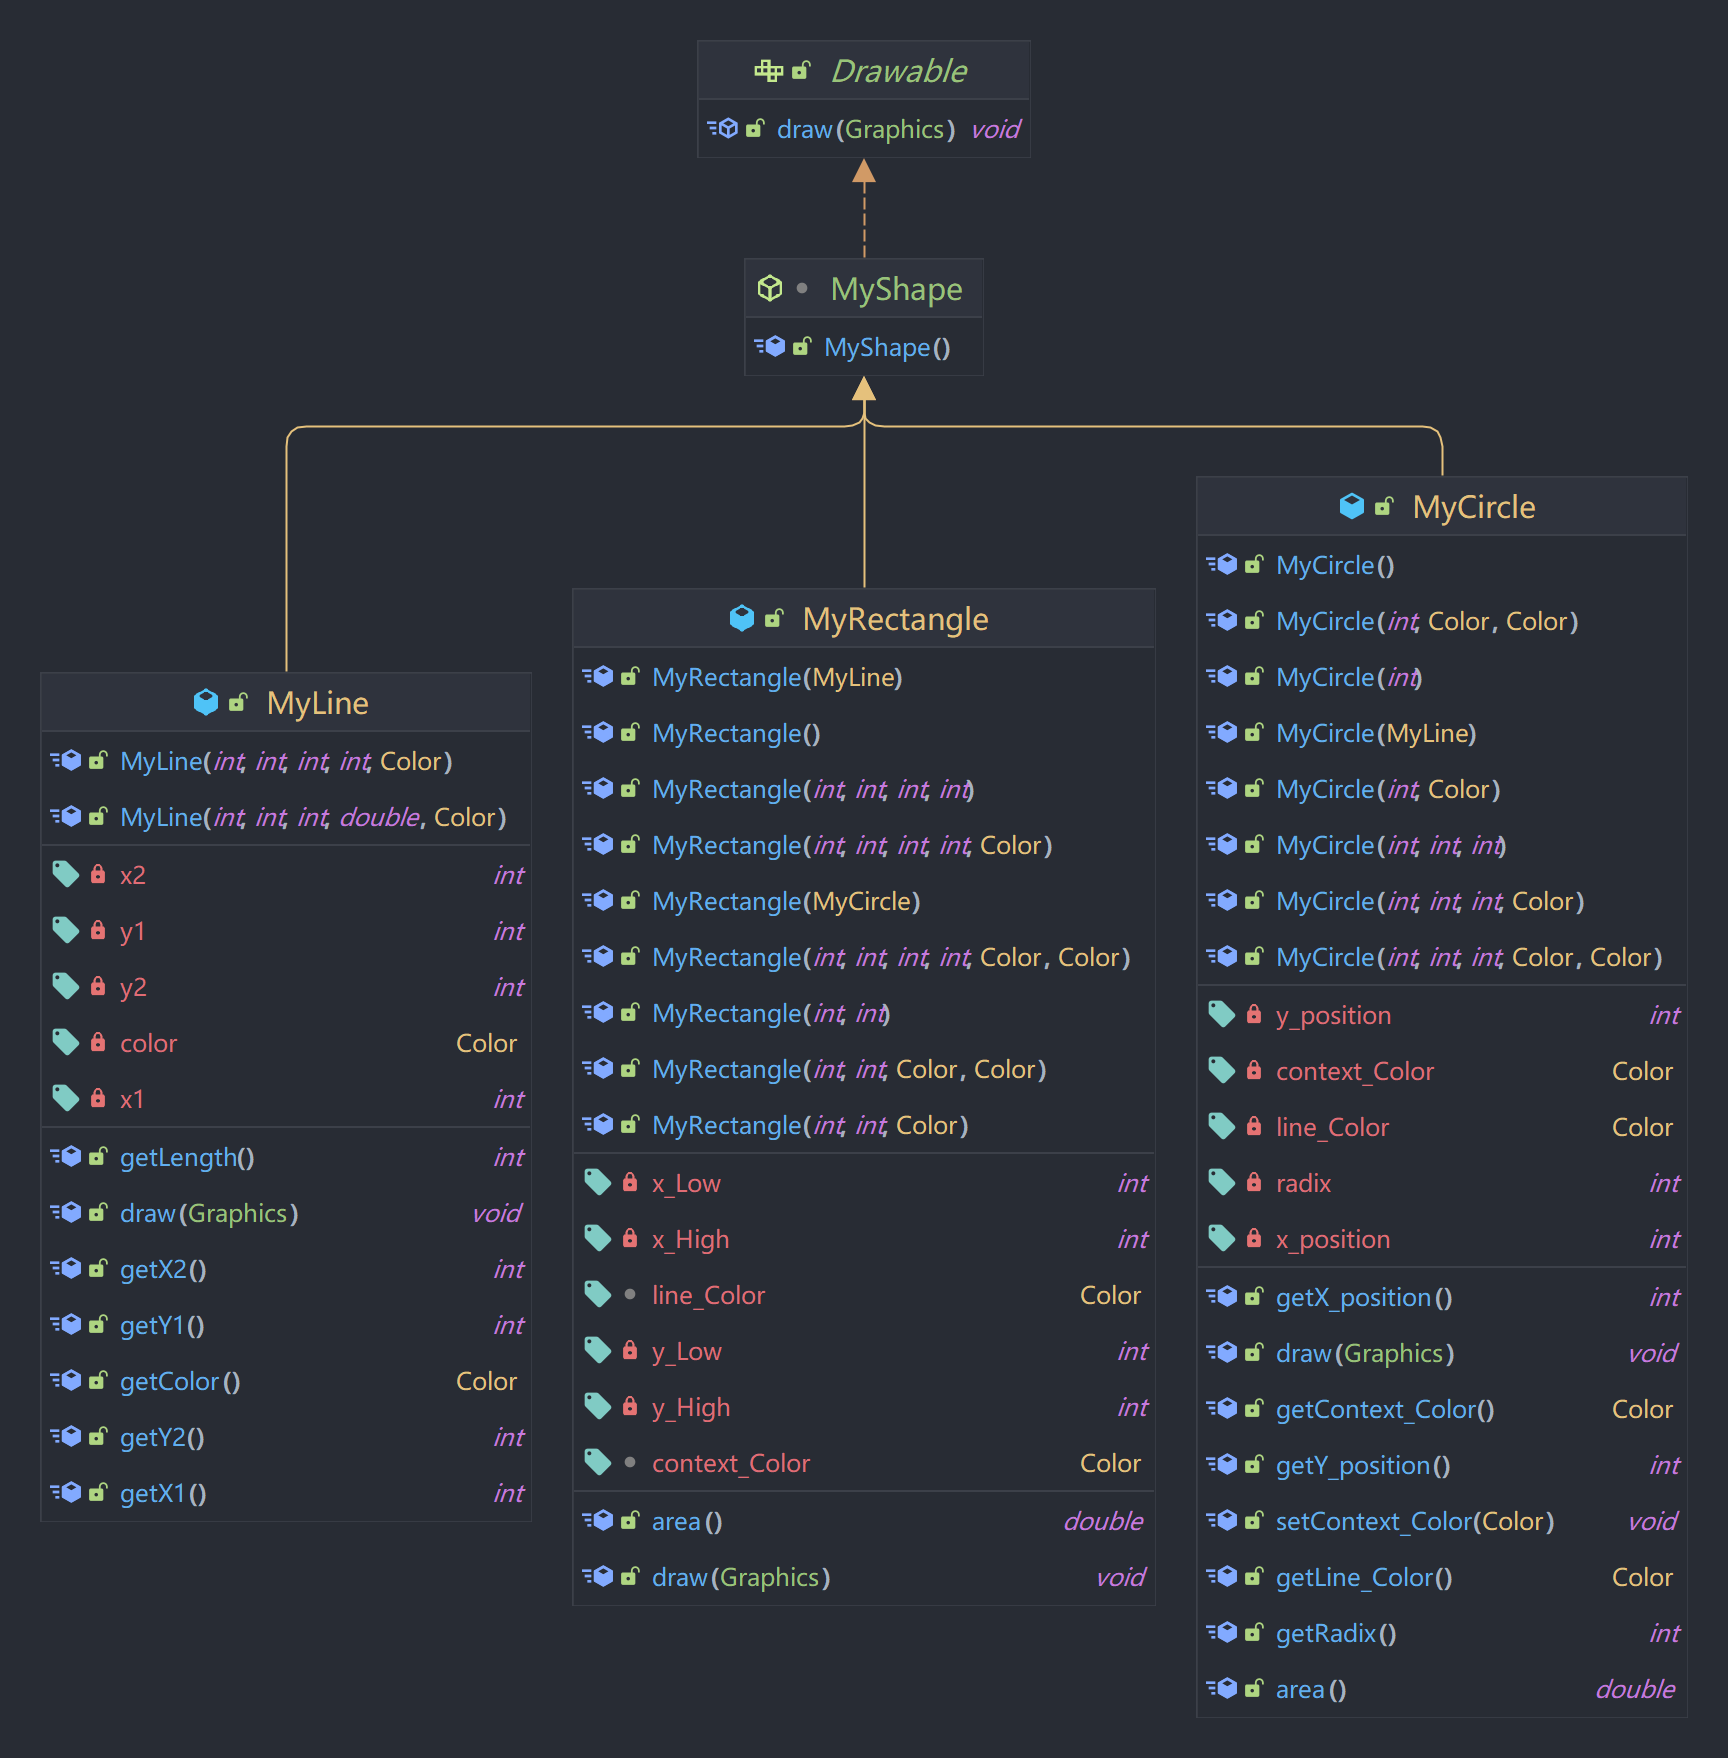 Drawable
draw(Graphics) void
MyShape
MyShape()
MyLine
MyLine(int, int, int, int, Color)
MyLine(int, int, int, double, Color)
x2 int
y1 int
y2 int
color Color
x1 int
getLength() int
draw(Graphics) void
getX2() int
getY1() int
getColor() Color
getY2() int
getX1() int
MyRectangle
MyRectangle(MyLine)
MyRectangle()
MyRectangle(int, int, int, int)
MyRectangle(int, int, int, int, Color)
MyRectangle(MyCircle)
MyRectangle(int, int, int, int, Color, Color)
MyRectangle(int, int)
MyRectangle(int, int, Color, Color)
MyRectangle(int, int, Color)
x_Low int
x_High int
line_Color Color
y_Low int
y_High int
context_Color Color
area() double
draw(Graphics) void
MyCircle
MyCircle()
MyCircle(int, Color, Color)
MyCircle(int)
MyCircle(MyLine)
MyCircle(int, Color)
MyCircle(int, int, int)
MyCircle(int, int, int, Color)
MyCircle(int, int, int, Color, Color)
y_position int
context_Color Color
line_Color Color
radix int
x_position int
getX_position() int
draw(Graphics) void
getContext_Color() Color
getY_position() int
setContext_Color(Color) void
getLine_Color() Color
getRadix() int
area() double